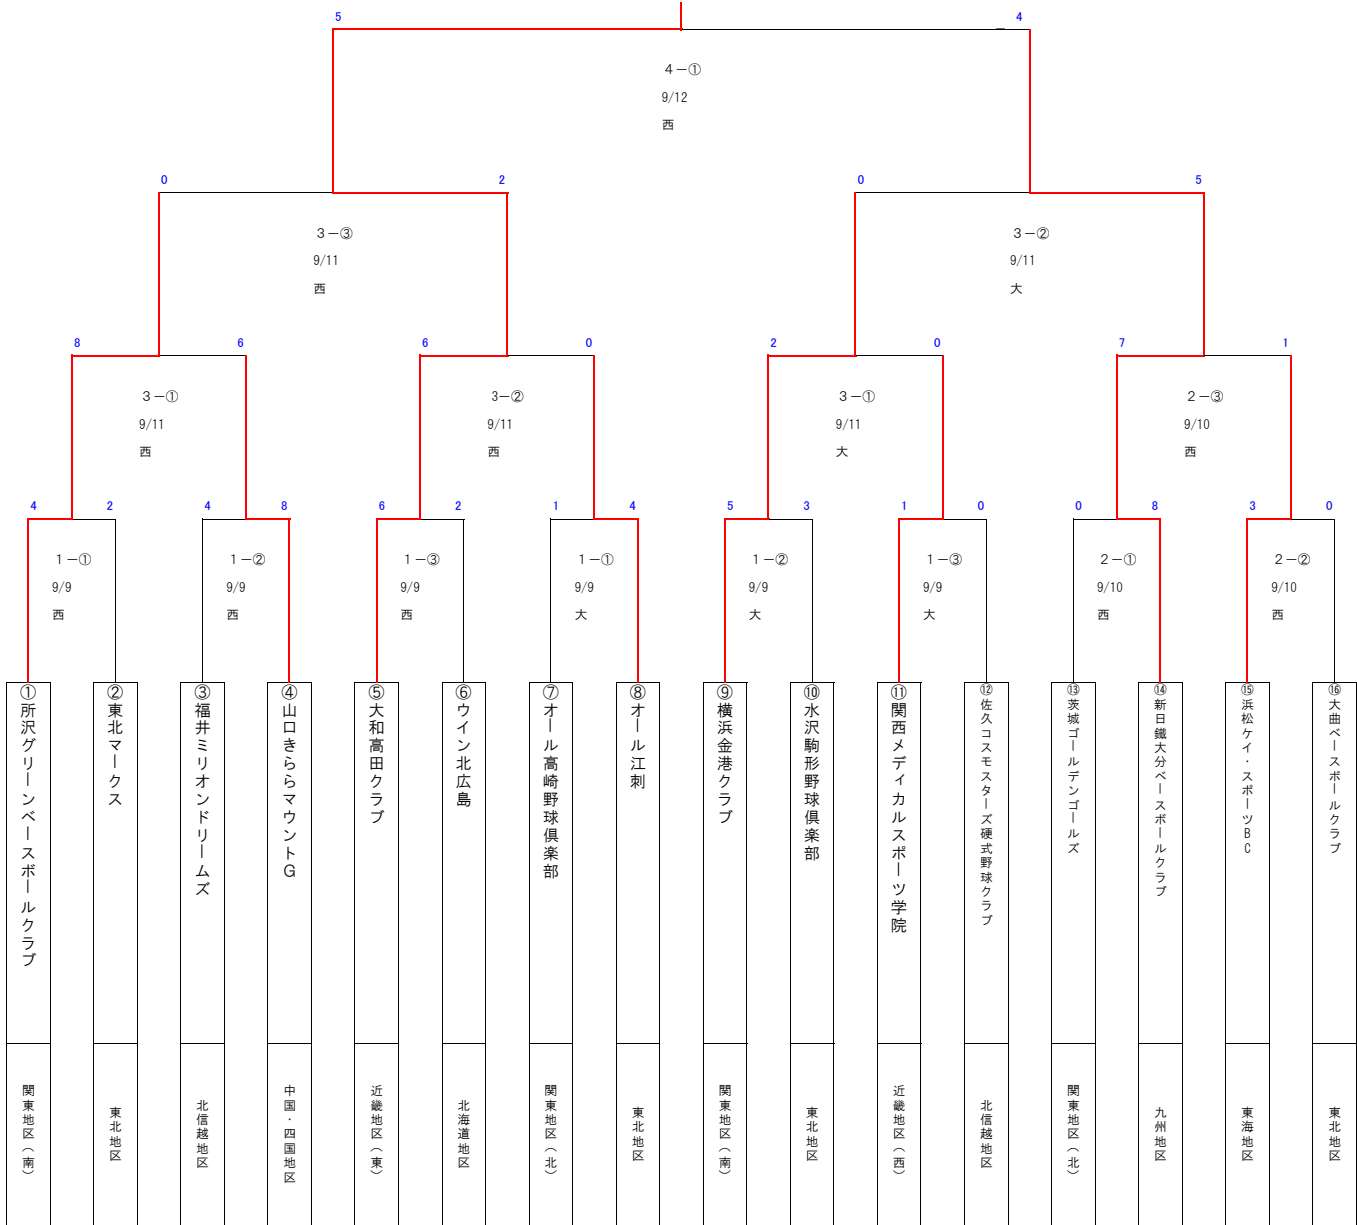 5 4
4－①
9/12
西
0 2 0 5
3－③ 3－②
9/11 9/11
西 大
8 6 6 0 2 0 7 1
3－① 3－② 3－① 2－③
9/11 9/11 9/11 9/10
西 西 大 西
4 2 4 8 6 2 1 4 5 3 1 0 0 8 3 0
1－① 1－② 1－③ 1－① 1－② 1－③ 2－① 2－②
9/9 9/9 9/9 9/9 9/9 9/9 9/10 9/10
西 西 西 大 大 大 西 西
①所沢グリーンベースボールクラブ
②東北マークス
③福井ミリオンドリームズ
④山口きららマウントG
⑤大和高田クラブ
⑥ウイン北広島
⑦オール高崎野球倶楽部
⑧オール江刺
⑨横浜金港クラブ
⑩水沢駒形野球倶楽部
⑪関西メディカルスポーツ学院
⑫佐久コスモスターズ硬式野球クラブ
⑬茨城ゴールデンゴールズ
⑭新日鐵大分ベースボールクラブ
⑮浜松ケイ・スポーツBC
⑯大曲ベースボールクラブ
関東地区（南）
東北地区
北信越地区
中国・四国地区
近畿地区（東）
北海道地区
関東地区（北）
東北地区
関東地区（南）
東北地区
近畿地区（西）
北信越地区
関東地区（北）
九州地区
東海地区
東北地区